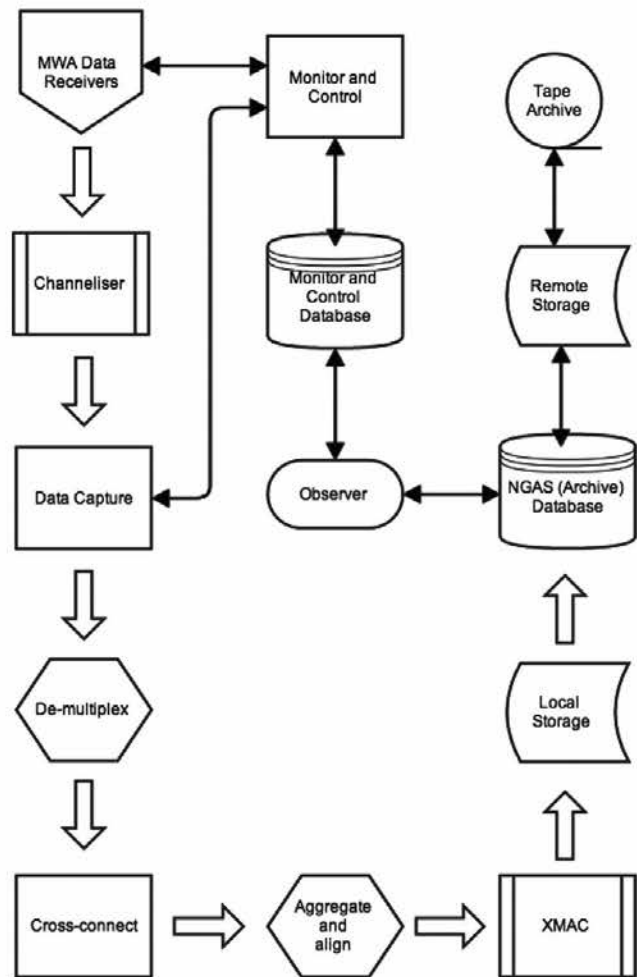 MWA Data
Receivers
Monitor and
Control
Tape
Archive
Channeliser
Monitor and
Control
Database
Remote
Storage
Data Capture
Observer
NGAS (Archive)
Database
De-multiplex
Local
Storage
Cross-connect
Aggregate
and
align
XMAC